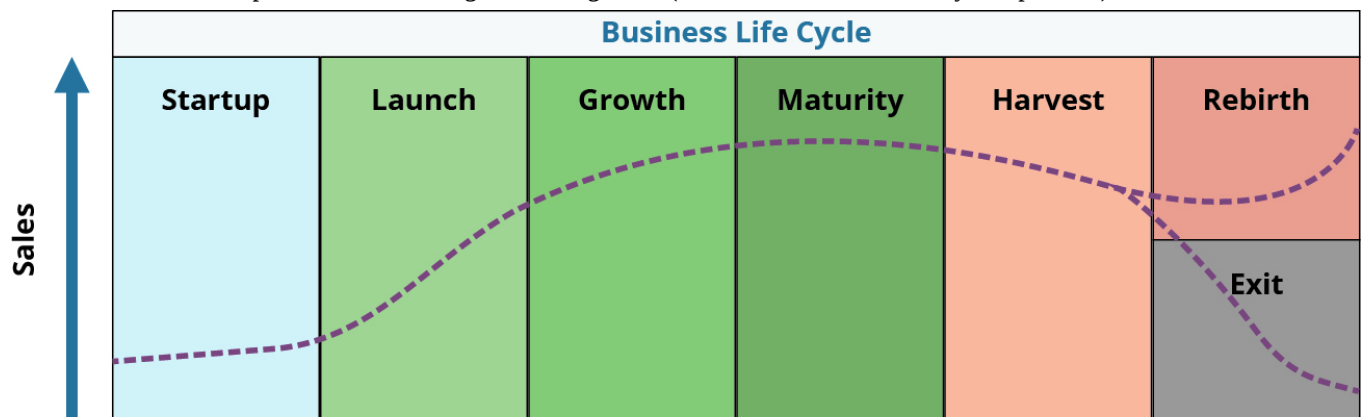 Business Life Cycle
Startup Launch Growth Maturity Harvest Rebirth
Sales
Exit